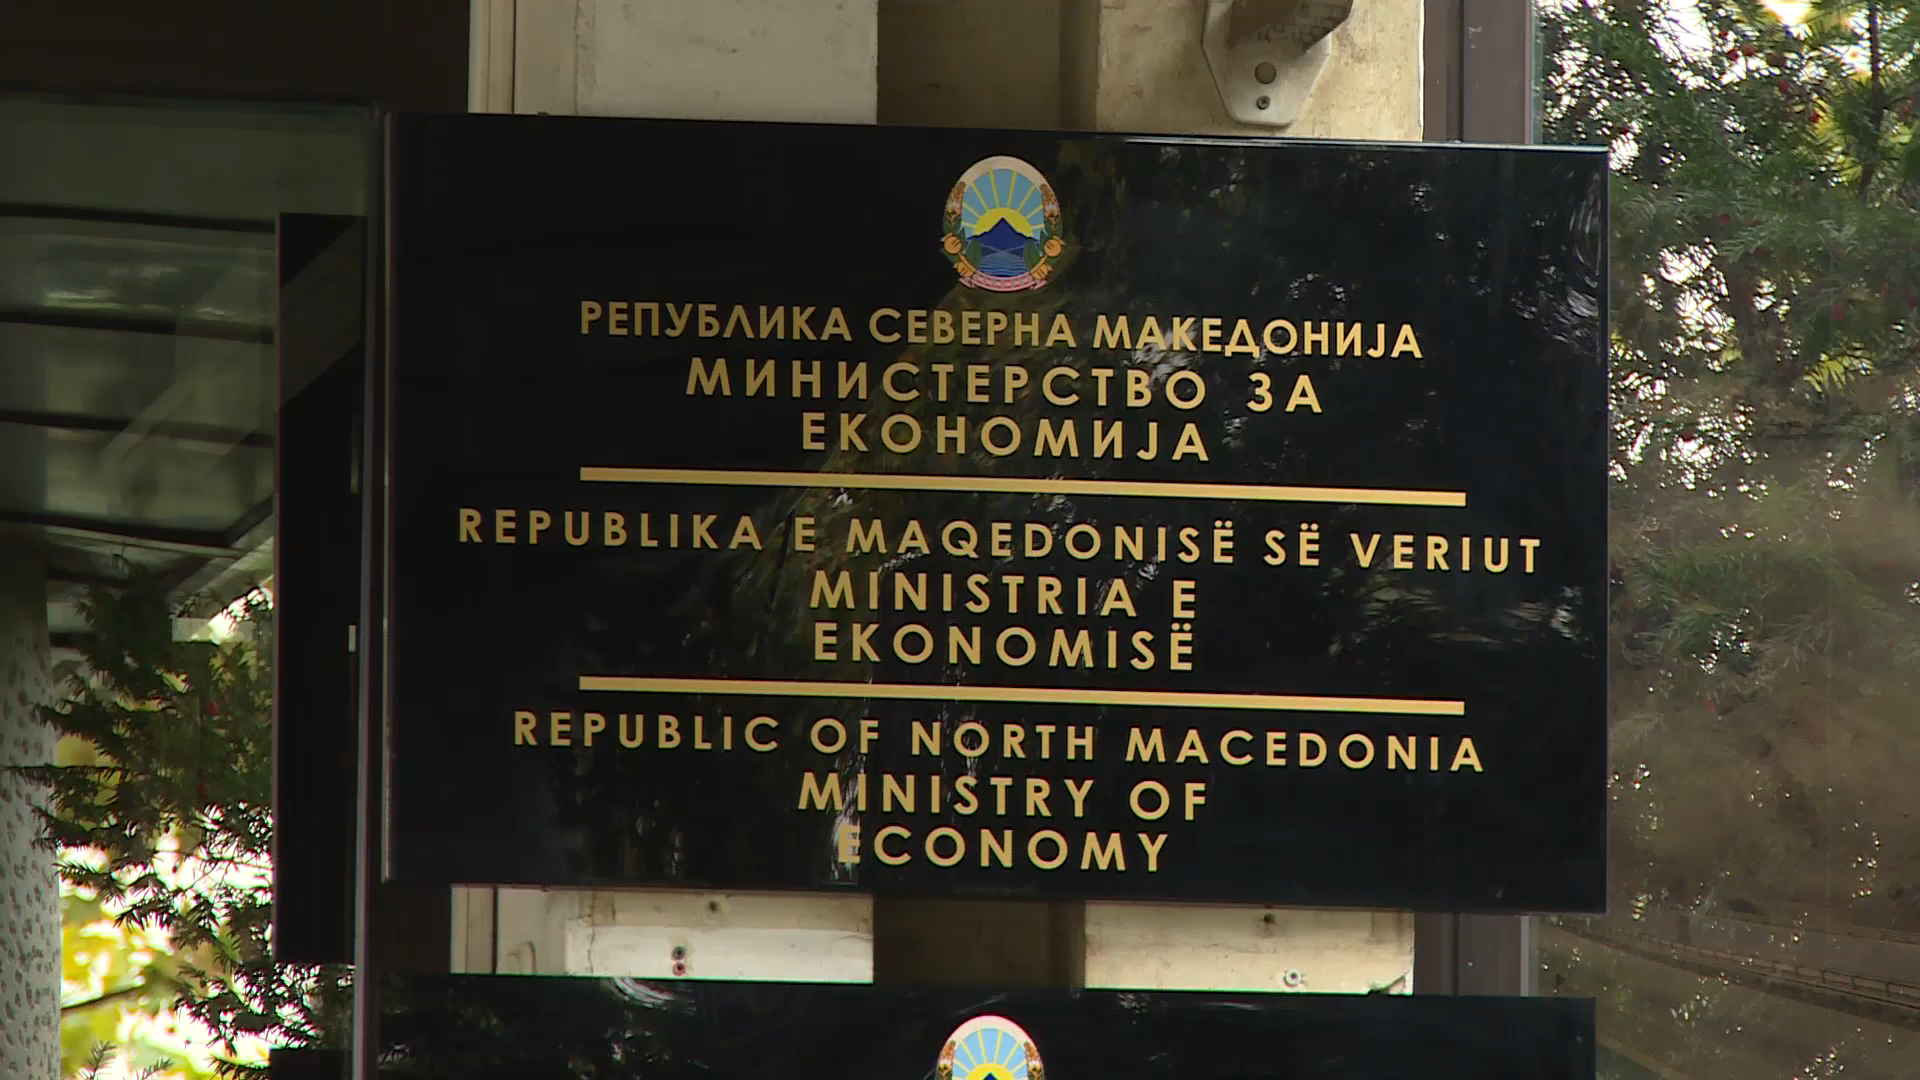 РЕПУБЛИКА СЕВЕРНА МАКЕДОНИЈА
МИНИСТЕРСТВО ЗА
ЕКОНОМИЈА
REPUBLIKA E MAQEDONISË SË VERIUT
MINISTRIA E
EKONOMISË
REPUBLIC OF NORTH MACEDONIA
MINISTRY OF
ECONOMY